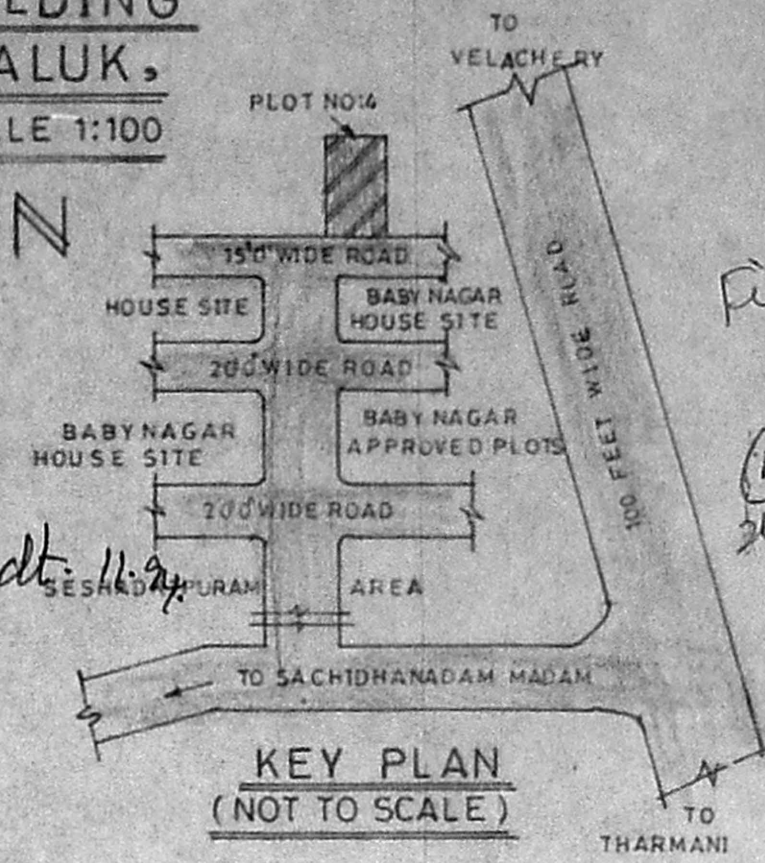 LDING
ALUK,
LE 1:100
N
TO
VELACHERY
PLOT NO:4
15'0" WIDE ROAD
HOUSE SITE
BABY NAGAR
HOUSE SITE
20'0" WIDE ROAD
BABY NAGAR
HOUSE SITE
BABY NAGAR
APPROVED PLOTS
100 FEET WIDE ROAD
20'0" WIDE ROAD
dt.
AREA
TO SACHIDHANADAM MADAM
KEY PLAN
(NOT TO SCALE)
TO
THARMANI